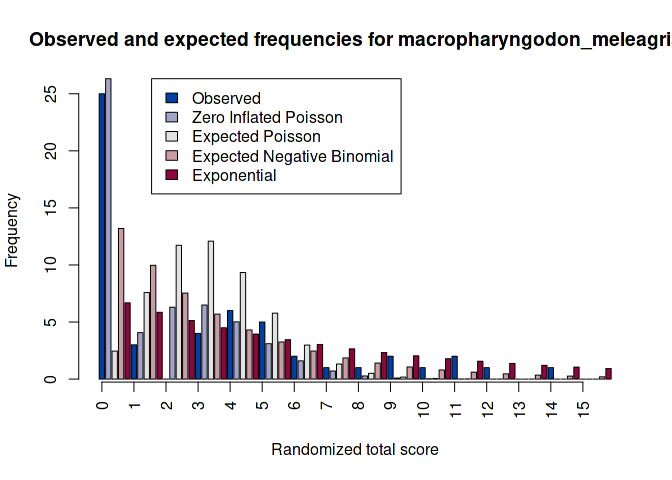 Observed and expected frequencies for macropharyngodon_meleagri
Observed
Zero Inflated Poisson
Expected Poisson
Expected Negative Binomial
Exponential
Frequency
0 5 10 15 20 25
0 1 2 3 4 5 6 7 8 9 10 11 12 13 14 15
Randomized total score